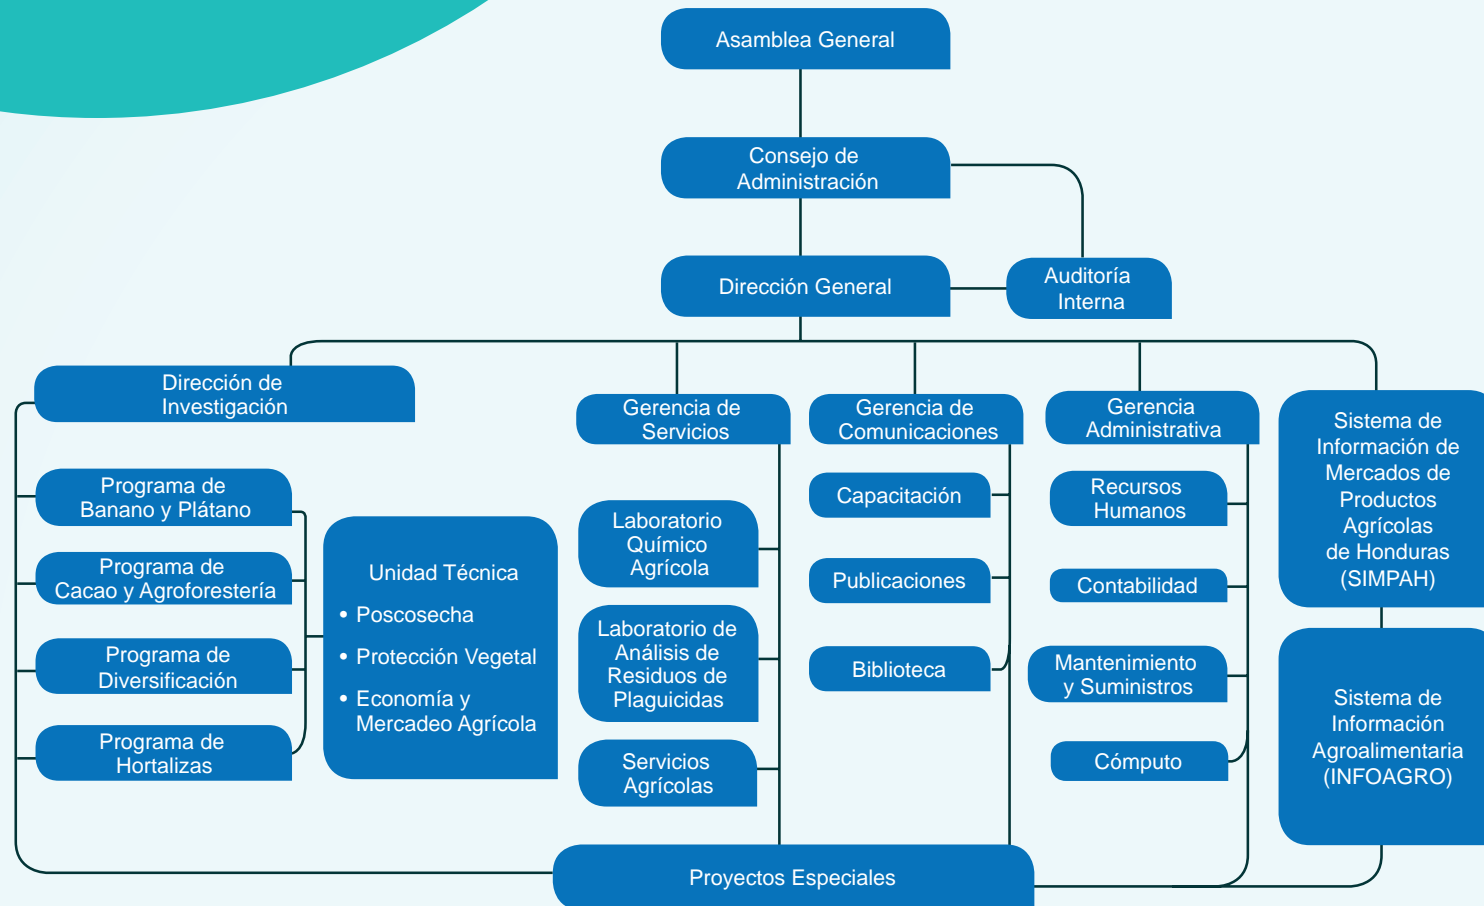 Asamblea General
Consejo de
Administración
Dirección General
Auditoría
Interna
Dirección de
Investigación
Programa de
Banano y Plátano
Programa de
Cacao y Agroforestería
Programa de
Diversificación
Programa de
Hortalizas
Unidad Técnica
• Poscosecha
• Protección Vegetal
• Economía y
Mercadeo Agrícola
Gerencia de
Servicios
Laboratorio
Químico
Agrícola
Laboratorio de
Análisis de
Residuos de
Plaguicidas
Servicios
Agrícolas
Gerencia de
Comunicaciones
Capacitación
Publicaciones
Biblioteca
Gerencia
Administrativa
Recursos
Humanos
Contabilidad
Mantenimiento
y Suministros
Cómputo
Sistema de
Información de
Mercados de
Productos
Agrícolas
de Honduras
(SIMPAH)
Sistema de
Información
Agroalimentaria
(INFOAGRO)
Proyectos Especiales